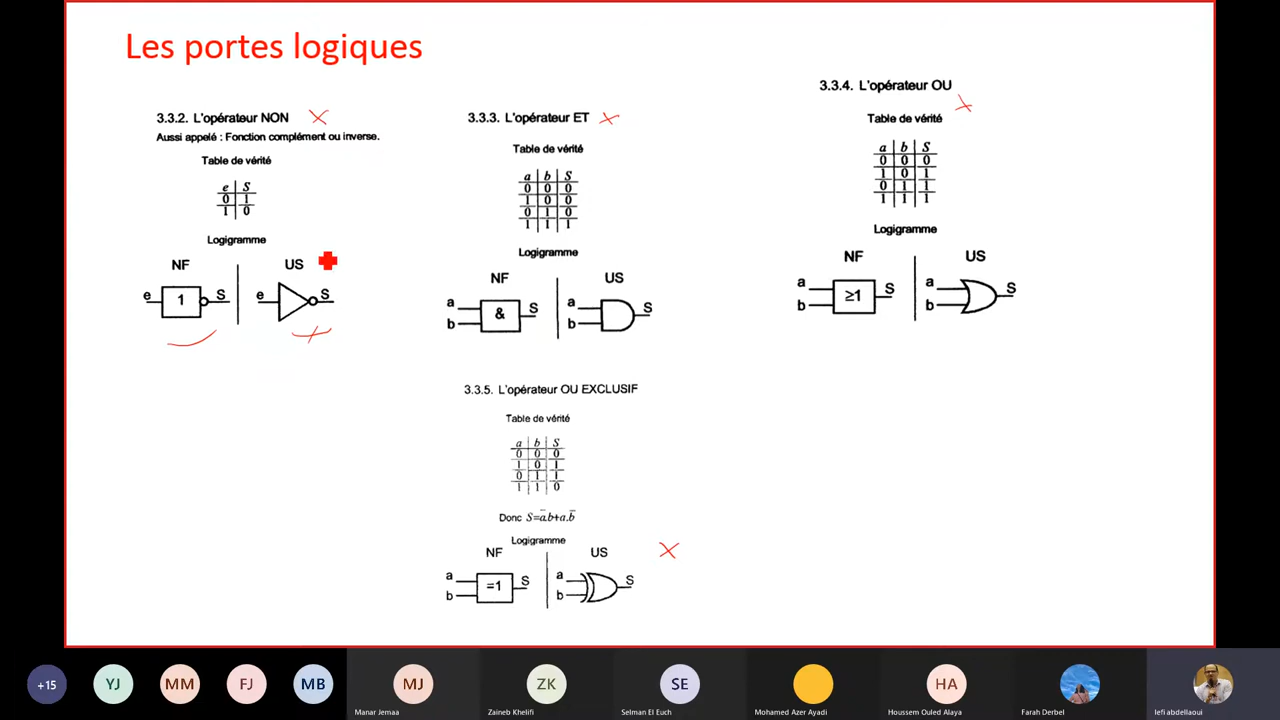 Les portes logiques
3.3.2. L'opérateur NON
Aussi appelé : Fonction complément ou inverse.
Table de vérité
e S
0 1
1 0
Logigramme
NF US
e 1 S e S
3.3.3. L'opérateur ET
Table de vérité
a b S
0 0 0
1 0 0
0 1 0
1 1 1
Logigramme
NF US
a a
& S S
b b
3.3.4. L'opérateur OU
Table de vérité
a b S
0 0 0
1 0 1
0 1 1
1 1 1
Logigramme
NF US
a a
≥1 S S
b b
3.3.5. L'opérateur OU EXCLUSIF
Table de vérité
a b S
0 0 0
1 0 1
0 1 1
1 1 0
Donc S=a̅.b+a.b̅
Logigramme
NF US
a a
=1 S S
b b
+15 YJ MM FJ MB MJ ZK SE HA
Manar Jemaa Zaineb Khelifi Selman El Euch Mohamed Azer Ayadi Houssem Ouled Alaya Farah Derbel lefi abdellaoui